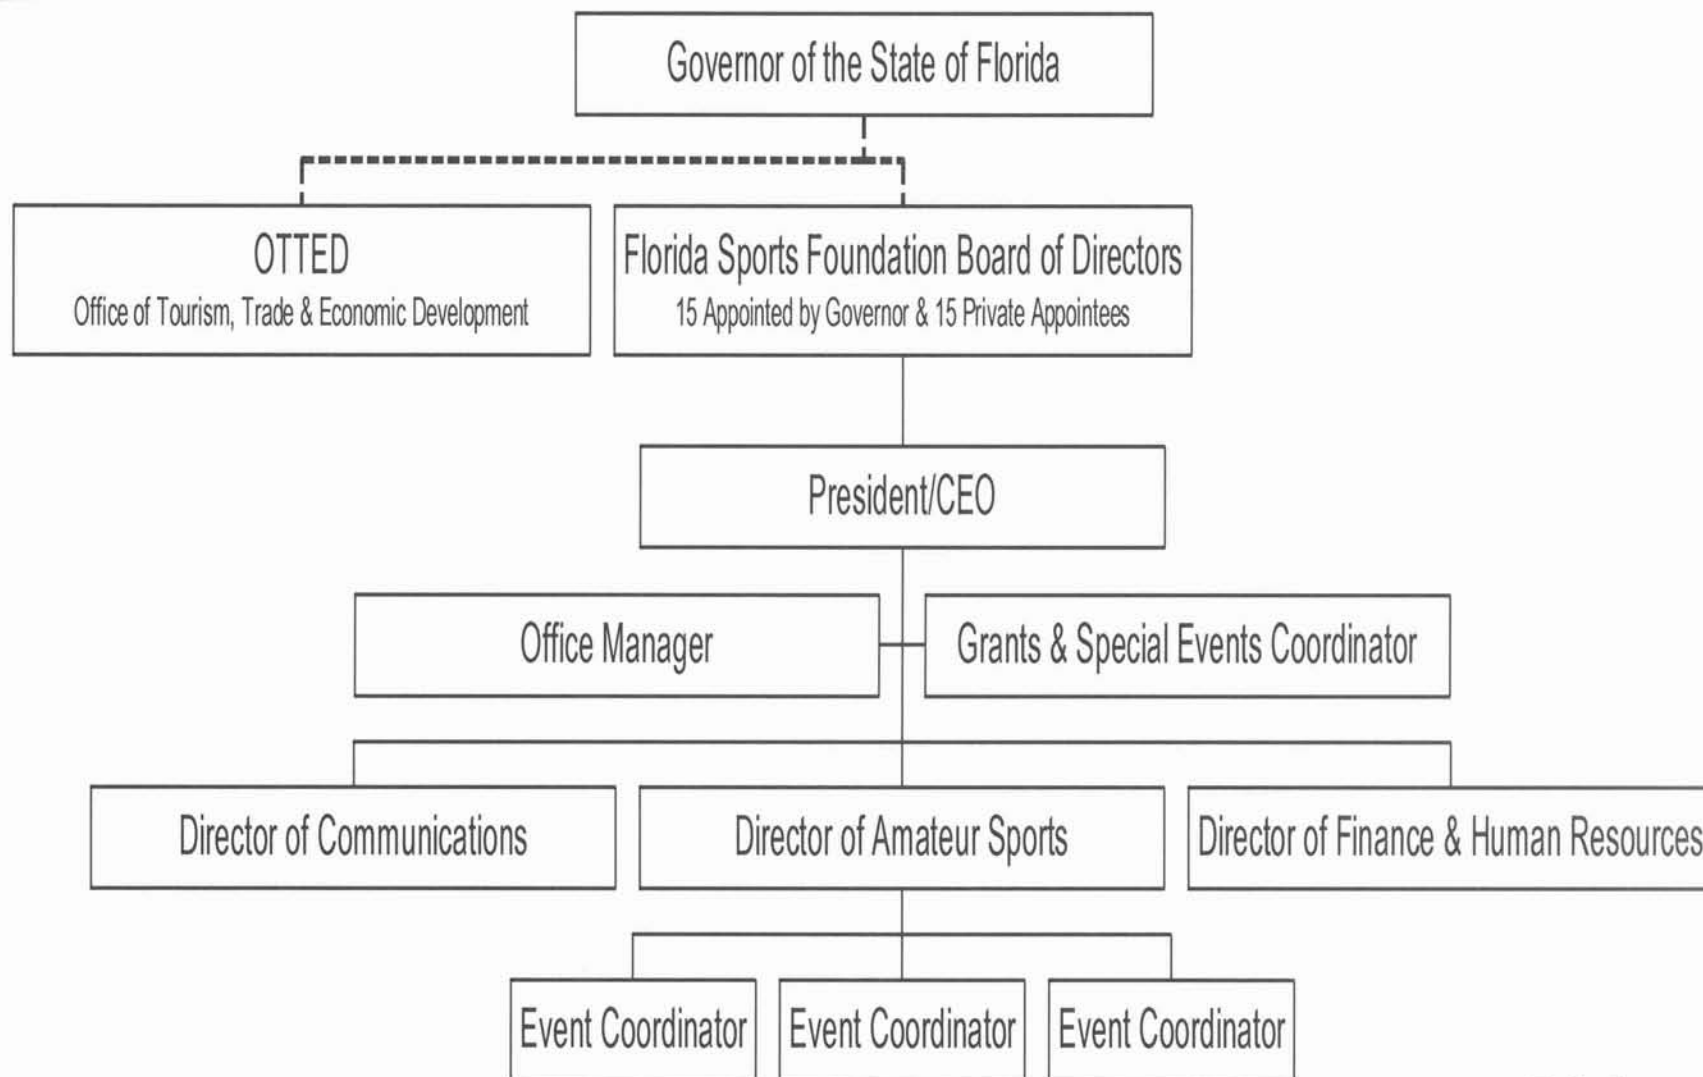 Governor of the State of Florida
OTTED
Office of Tourism, Trade & Economic Development
Florida Sports Foundation Board of Directors
15 Appointed by Governor & 15 Private Appointees
President/CEO
Office Manager
Grants & Special Events Coordinator
Director of Communications
Director of Amateur Sports
Director of Finance & Human Resources
Event Coordinator
Event Coordinator
Event Coordinator